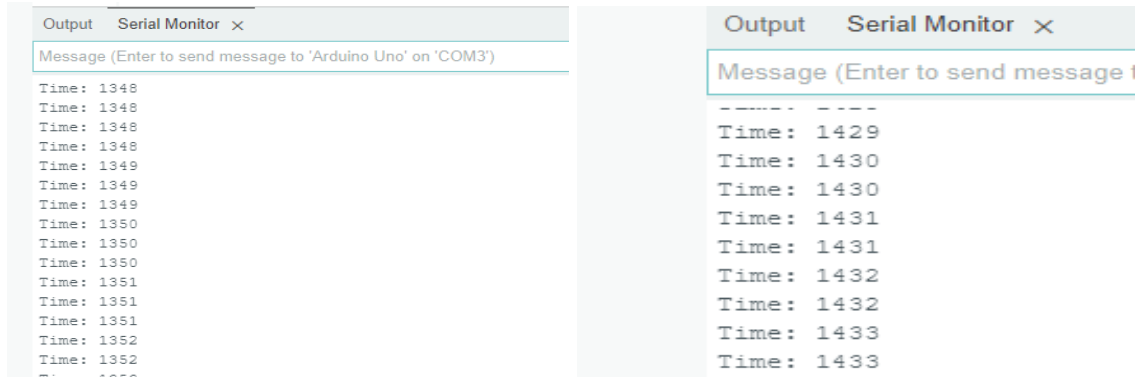 Output Serial Monitor ×
Message (Enter to send message to 'Arduino Uno' on 'COM3')
Time: 1348
Time: 1348
Time: 1348
Time: 1348
Time: 1349
Time: 1349
Time: 1349
Time: 1350
Time: 1350
Time: 1350
Time: 1351
Time: 1351
Time: 1351
Time: 1352
Time: 1352
Output Serial Monitor ×
Message (Enter to send message
Time: 1429
Time: 1430
Time: 1430
Time: 1431
Time: 1431
Time: 1432
Time: 1432
Time: 1433
Time: 1433